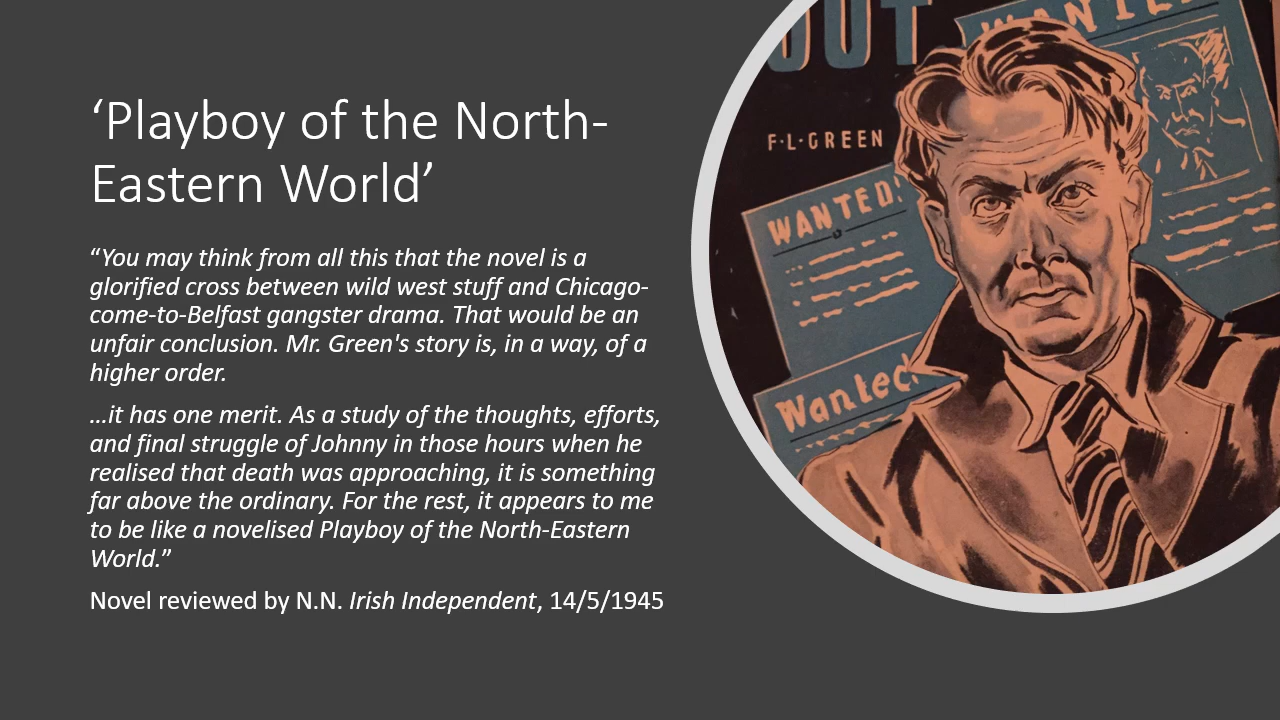 ‘Playboy of the North-
Eastern World’
“You may think from all this that the novel is a
glorified cross between wild west stuff and Chicago-
come-to-Belfast gangster drama. That would be an
unfair conclusion. Mr. Green's story is, in a way, of a
higher order.
…it has one merit. As a study of the thoughts, efforts,
and final struggle of Johnny in those hours when he
realised that death was approaching, it is something
far above the ordinary. For the rest, it appears to me
to be like a novelised Playboy of the North-Eastern
World.”
Novel reviewed by N.N. Irish Independent, 14/5/1945
OUT
WANTED
F·L·GREEN
WANTED!
Wanted